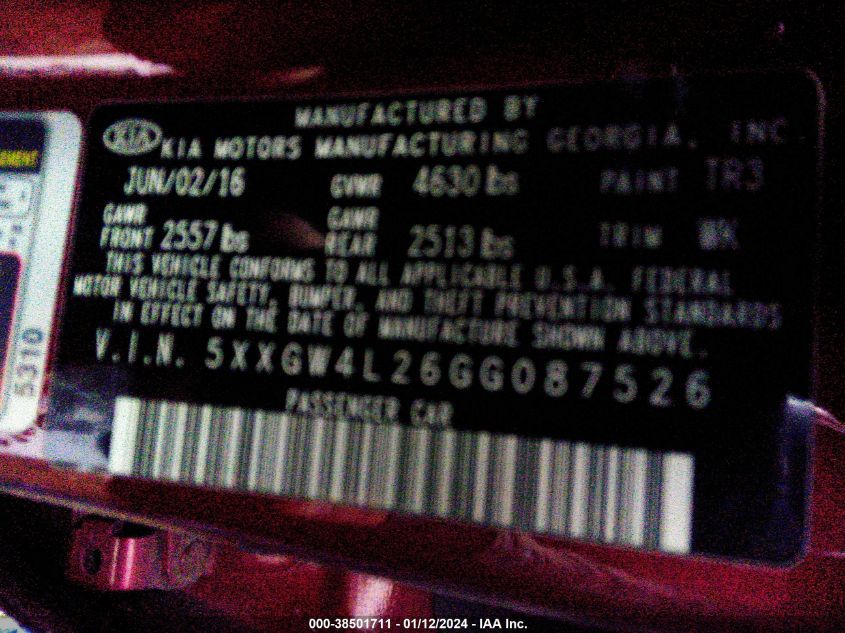 MANUFACTURED BY
KIA KIA MOTORS MANUFACTURING GEORGIA, INC.
JUN/02/16 GVWR 4630 lbs PAINT TR3
GAWR FRONT 2557 lbs GAWR REAR 2513 lbs TRIM WK
THIS VEHICLE CONFORMS TO ALL APPLICABLE U.S.A. FEDERAL
MOTOR VEHICLE SAFETY, BUMPER, AND THEFT PREVENTION STANDARDS
IN EFFECT ON THE DATE OF MANUFACTURE SHOWN ABOVE.
V.I.N. 5XXGW4L26GG087526
PASSENGER CAR
5310
000-38501711 - 01/12/2024 - IAA Inc.